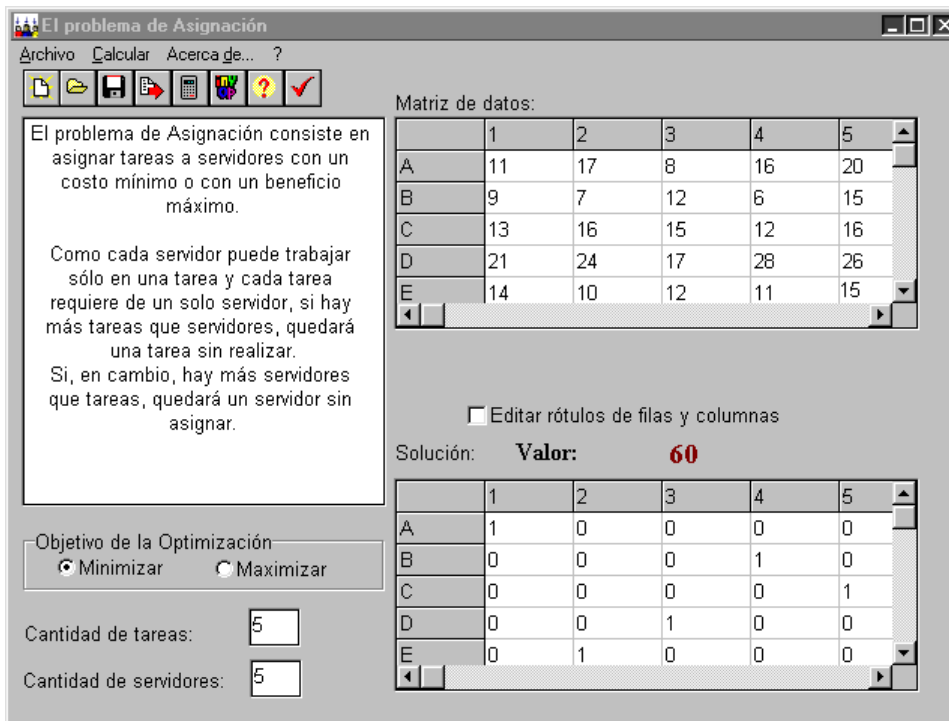 El problema de Asignación
Archivo Calcular Acerca de... ?
El problema de Asignación consiste en
asignar tareas a servidores con un
costo mínimo o con un beneficio
máximo.
Como cada servidor puede trabajar
sólo en una tarea y cada tarea
requiere de un solo servidor, si hay
más tareas que servidores, quedará
una tarea sin realizar.
Si, en cambio, hay más servidores
que tareas, quedará un servidor sin
asignar.
Objetivo de la Optimización
Minimizar Maximizar
Cantidad de tareas: 5
Cantidad de servidores: 5
Matriz de datos:
1 2 3 4 5
A 11 17 8 16 20
B 9 7 12 6 15
C 13 16 15 12 16
D 21 24 17 28 26
E 14 10 12 11 15
Editar rótulos de filas y columnas
Solución: Valor: 60
1 2 3 4 5
A 1 0 0 0 0
B 0 0 0 1 0
C 0 0 0 0 1
D 0 0 1 0 0
E 0 1 0 0 0